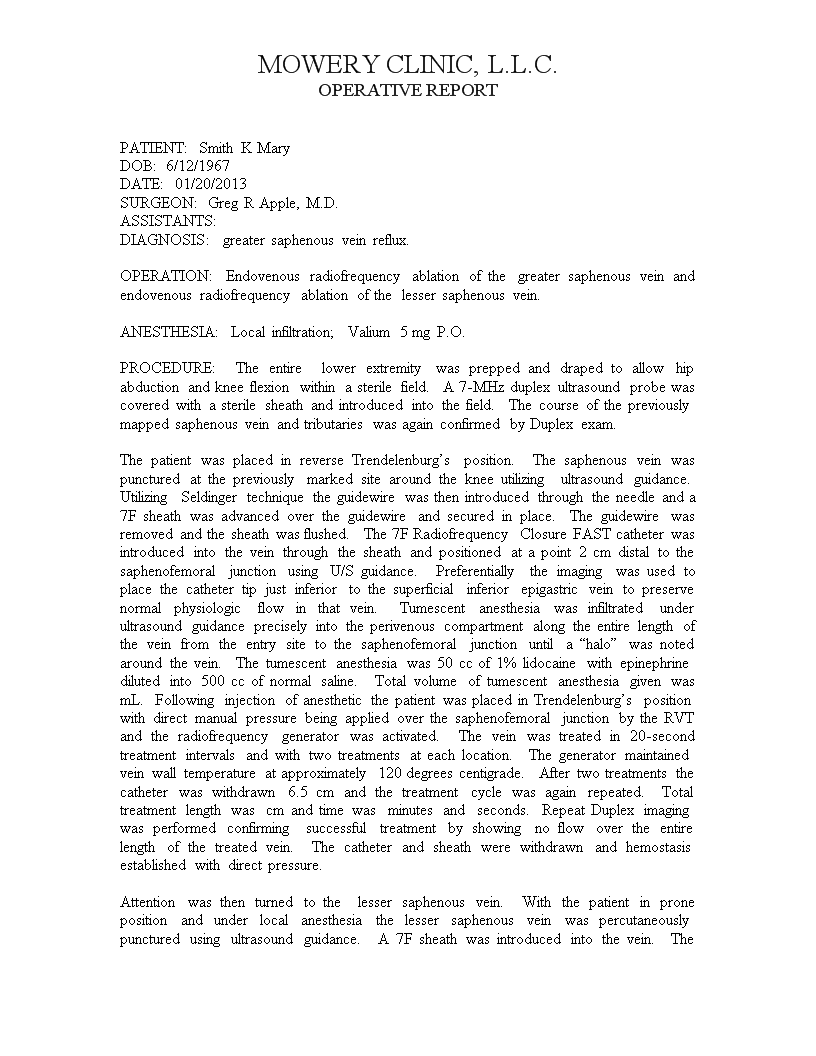 MOWERY CLINIC, L.L.C.
OPERATIVE REPORT
PATIENT: Smith K Mary
DOB: 6/12/1967
DATE: 01/20/2013
SURGEON: Greg R Apple, M.D.
ASSISTANTS:
DIAGNOSIS: greater saphenous vein reflux.
OPERATION: Endovenous radiofrequency ablation of the greater saphenous vein and
endovenous radiofrequency ablation of the lesser saphenous vein.
ANESTHESIA: Local infiltration; Valium 5 mg P.O.
PROCEDURE: The entire lower extremity was prepped and draped to allow hip
abduction and knee flexion within a sterile field. A 7-MHz duplex ultrasound probe was
covered with a sterile sheath and introduced into the field. The course of the previously
mapped saphenous vein and tributaries was again confirmed by Duplex exam.
The patient was placed in reverse Trendelenburg’s position. The saphenous vein was
punctured at the previously marked site around the knee utilizing ultrasound guidance.
Utilizing Seldinger technique the guidewire was then introduced through the needle and a
7F sheath was advanced over the guidewire and secured in place. The guidewire was
removed and the sheath was flushed. The 7F Radiofrequency Closure FAST catheter was
introduced into the vein through the sheath and positioned at a point 2 cm distal to the
saphenofemoral junction using U/S guidance. Preferentially the imaging was used to
place the catheter tip just inferior to the superficial inferior epigastric vein to preserve
normal physiologic flow in that vein. Tumescent anesthesia was infiltrated under
ultrasound guidance precisely into the perivenous compartment along the entire length of
the vein from the entry site to the saphenofemoral junction until a “halo” was noted
around the vein. The tumescent anesthesia was 50 cc of 1% lidocaine with epinephrine
diluted into 500 cc of normal saline. Total volume of tumescent anesthesia given was
mL. Following injection of anesthetic the patient was placed in Trendelenburg’s position
with direct manual pressure being applied over the saphenofemoral junction by the RVT
and the radiofrequency generator was activated. The vein was treated in 20-second
treatment intervals and with two treatments at each location. The generator maintained
vein wall temperature at approximately 120 degrees centigrade. After two treatments the
catheter was withdrawn 6.5 cm and the treatment cycle was again repeated. Total
treatment length was cm and time was minutes and seconds. Repeat Duplex imaging
was performed confirming successful treatment by showing no flow over the entire
length of the treated vein. The catheter and sheath were withdrawn and hemostasis
established with direct pressure.
Attention was then turned to the lesser saphenous vein. With the patient in prone
position and under local anesthesia the lesser saphenous vein was percutaneously
punctured using ultrasound guidance. A 7F sheath was introduced into the vein. The